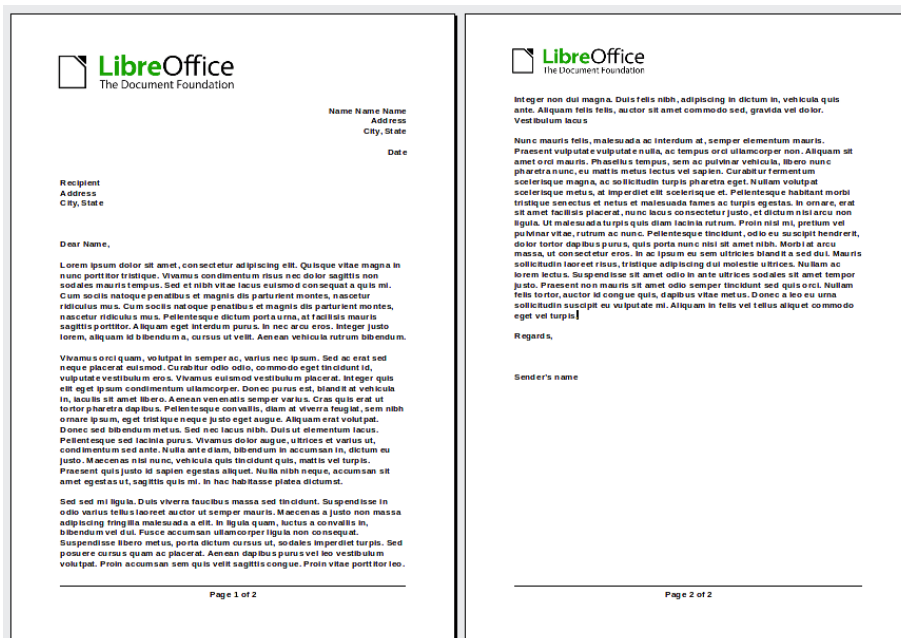 LibreOffice
The Document Foundation
Name Name Name
Address
City, State
Date
Recipient
Address
City, State
Dear Name,
Lorem ipsum dolor sit amet, consectetur adipiscing elit. Quisque vitae magna in
nunc porttitor tristique. Vivamus condimentum risus nec dolor sagittis non
sodales mauris tempus. Sed et nibh vitae lacus euismod consequat a quis mi.
Cum sociis natoque penatibus et magnis dis parturient montes, nascetur
ridiculus mus. Cum sociis natoque penatibus et magnis dis parturient montes,
nascetur ridiculus mus. Pellentesque dictum porta urna, at facilisis mauris
sagittis porttitor. Aliquam eget interdum purus. In nec arcu eros. Integer justo
lorem, aliquam id bibendum a, cursus ut velit. Aenean vehicula rutrum bibendum.
Vivamus orci quam, volutpat in semper ac, varius nec ipsum. Sed ac erat sed
neque placerat euismod. Curabitur odio odio, commodo eget tincidunt id,
vulputate vestibulum eros. Vivamus euismod vestibulum placerat. Integer quis
elit eget ipsum condimentum ullamcorper. Donec purus est, blandit at vehicula
in, iaculis sit amet libero. Aenean venenatis semper varius. Cras quis erat ut
tortor pharetra dapibus. Pellentesque convallis, diam at viverra feugiat, sem nibh
ornare ipsum, eget tristique neque justo eget augue. Aliquam erat volutpat.
Donec sed bibendum metus. Sed nec lacus nibh. Duis ut elementum lacus.
Pellentesque sed lacinia purus. Vivamus dolor augue, ultrices et varius ut,
condimentum sed ante. Nulla ante diam, bibendum in accumsan in, dictum eu
justo. Maecenas nisi nunc, vehicula quis tincidunt quis, mattis vel turpis.
Praesent quis justo id sapien egestas aliquet. Nulla nibh neque, accumsan sit
amet egestas ut, sagittis quis mi. In hac habitasse platea dictumst.
Sed sed mi ligula. Duis viverra faucibus massa sed tincidunt. Suspendisse in
odio varius tellus laoreet auctor ut semper mauris. Maecenas a justo non massa
adipiscing fringilla malesuada a elit. In ligula quam, luctus a convallis in,
bibendum vel dui. Fusce accumsan ullamcorper ligula non consequat.
Suspendisse libero metus, porta dictum cursus ut, sodales imperdiet turpis. Sed
posuere cursus quam ac placerat. Aenean dapibus purus vel leo vestibulum
volutpat. Proin accumsan sem quis velit sagittis congue. Proin vitae porttitor leo.
Page 1 of 2
LibreOffice
The Document Foundation
Integer non dui magna. Duis felis nibh, adipiscing in dictum in, vehicula quis
ante. Aliquam felis felis, auctor sit amet commodo sed, gravida vel dolor.
Vestibulum lacus
Nunc mauris felis, malesuada ac interdum at, semper elementum mauris.
Praesent vulputate vulputate nulla, ac tempus orci ullamcorper non. Aliquam sit
amet orci mauris. Phasellus tempus, sem ac pulvinar vehicula, libero nunc
pharetra nunc, eu mattis metus lectus vel sapien. Curabitur fermentum
scelerisque magna, ac sollicitudin turpis pharetra eget. Nullam volutpat
scelerisque metus, at imperdiet elit scelerisque et. Pellentesque habitant morbi
tristique senectus et netus et malesuada fames ac turpis egestas. In ornare, erat
sit amet facilisis placerat, nunc lacus consectetur justo, et dictum nisi arcu non
ligula. Ut malesuada turpis quis diam lacinia rutrum. Proin nisl mi, pretium vel
pulvinar vitae, rutrum ac nunc. Pellentesque tincidunt, odio eu suscipit hendrerit,
dolor tortor dapibus purus, quis porta nunc nisi sit amet nibh. Morbi at arcu
massa, ut consectetur eros. In ac ipsum eu sem ultricies blandit a sed dui. Mauris
sollicitudin laoreet risus, tristique adipiscing dui molestie ultrices. Nullam ac
lorem lectus. Suspendisse sit amet odio in ante ultrices sodales sit amet tempor
justo. Praesent non mauris sit amet odio semper tincidunt sed quis orci. Nullam
felis tortor, auctor id congue quis, dapibus vitae metus. Donec a leo eu urna
sollicitudin suscipit eu vulputate mi. Aliquam in felis vel tellus aliquet commodo
eget vel turpis
Regards,
Sender's name
Page 2 of 2